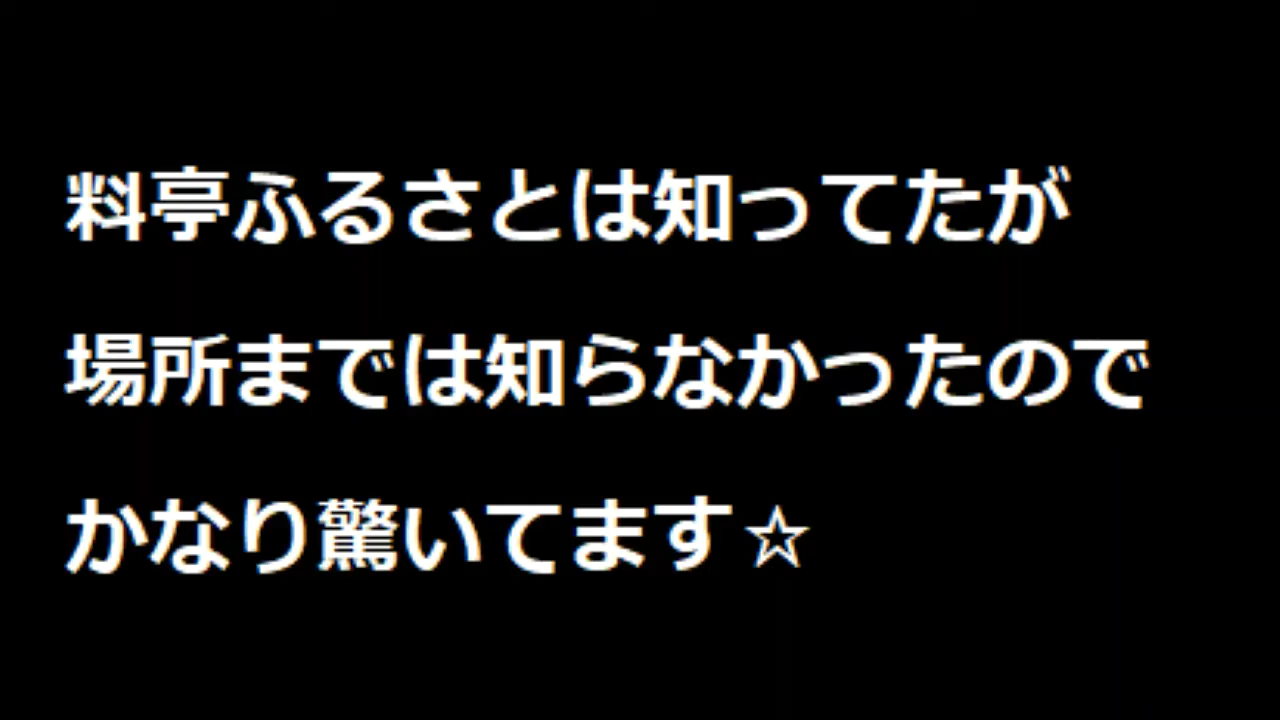 料亭ふるさとは知ってたが
場所までは知らなかったので
かなり驚いてます☆